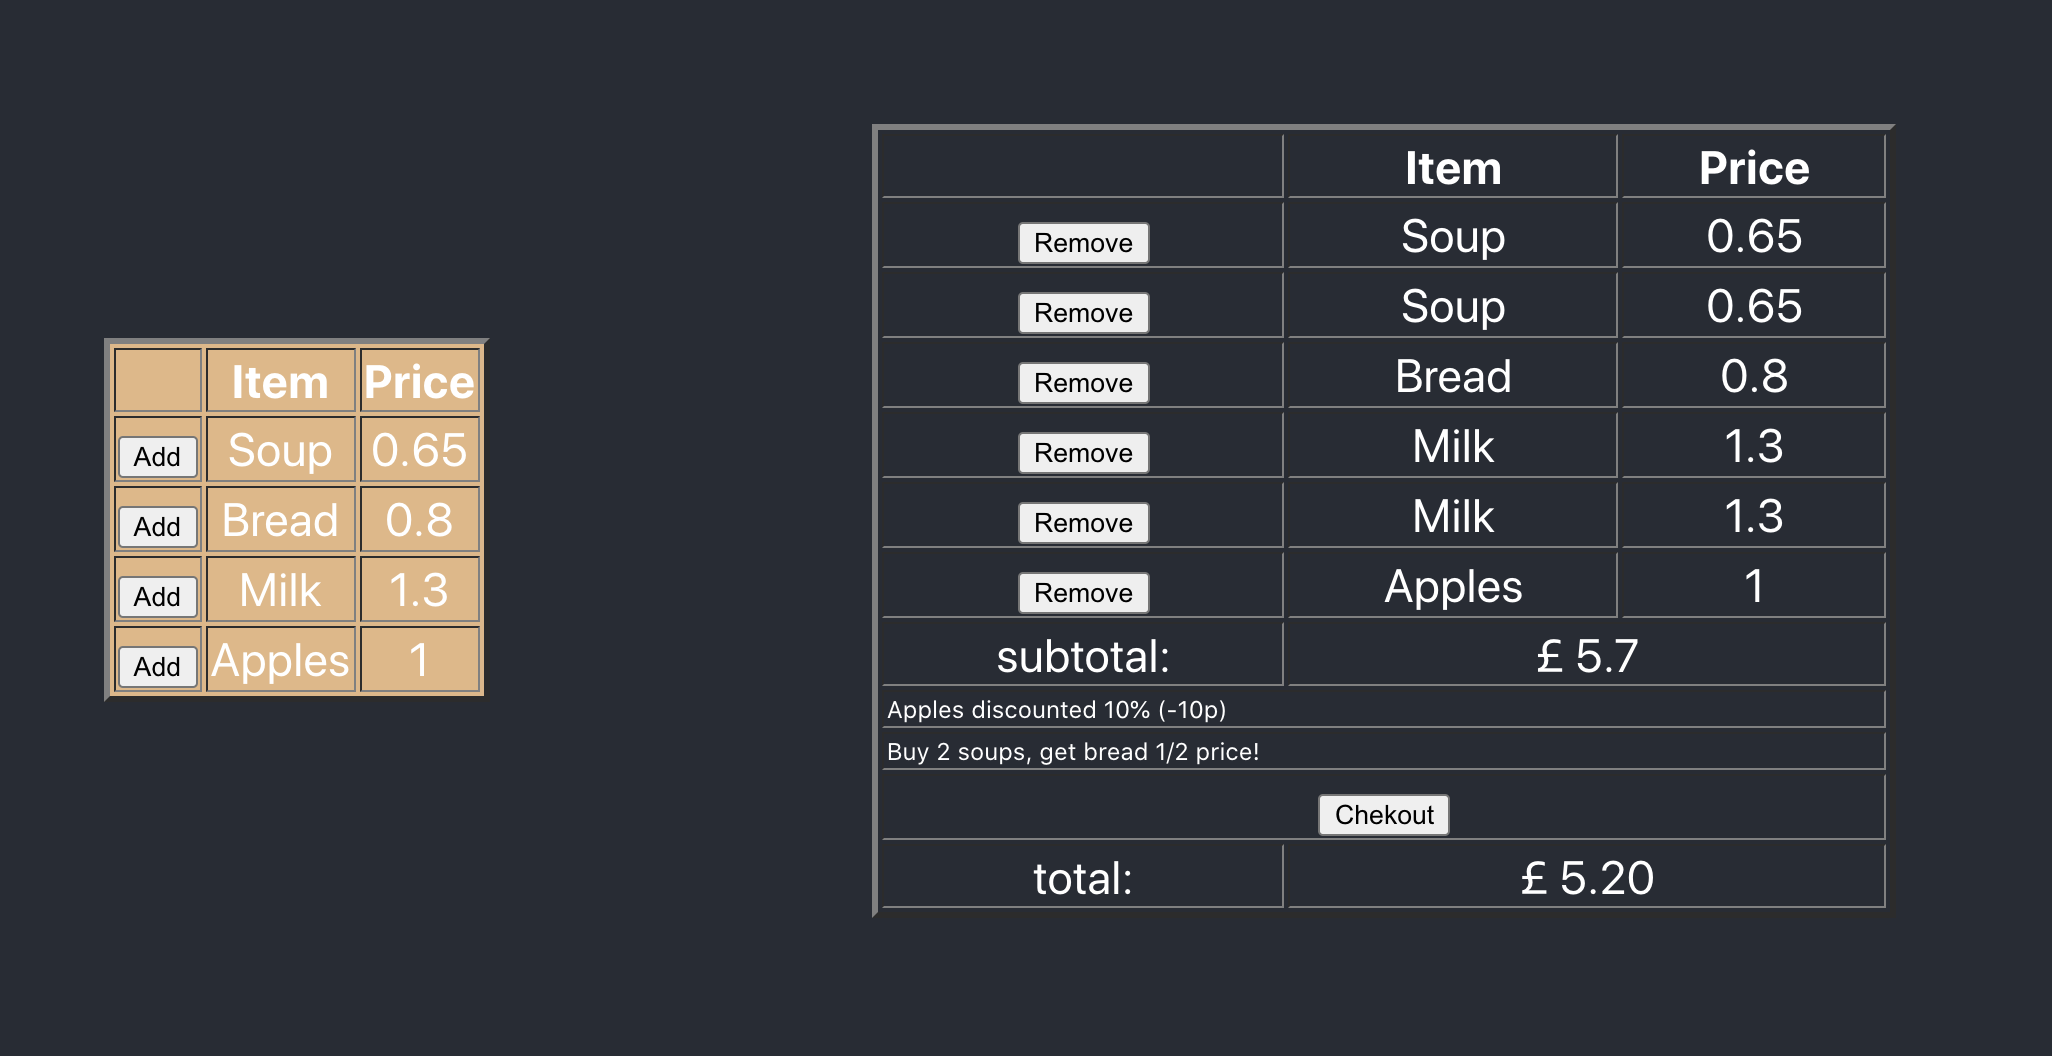 Item Price
Add Soup 0.65
Add Bread 0.8
Add Milk 1.3
Add Apples 1
Item Price
Remove Soup 0.65
Remove Soup 0.65
Remove Bread 0.8
Remove Milk 1.3
Remove Milk 1.3
Remove Apples 1
subtotal: £ 5.7
Apples discounted 10% (-10p)
Buy 2 soups, get bread 1/2 price!
Chekout
total: £ 5.20